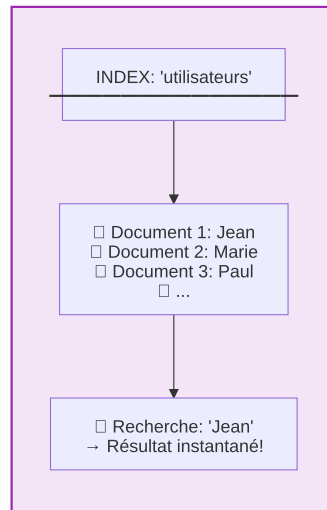 INDEX: 'utilisateurs'
━━━━━━━━━━━━━━━━━━━━━
▯ Document 1: Jean
▯ Document 2: Marie
▯ Document 3: Paul
▯ ...
▯ Recherche: 'Jean'
→ Résultat instantané!